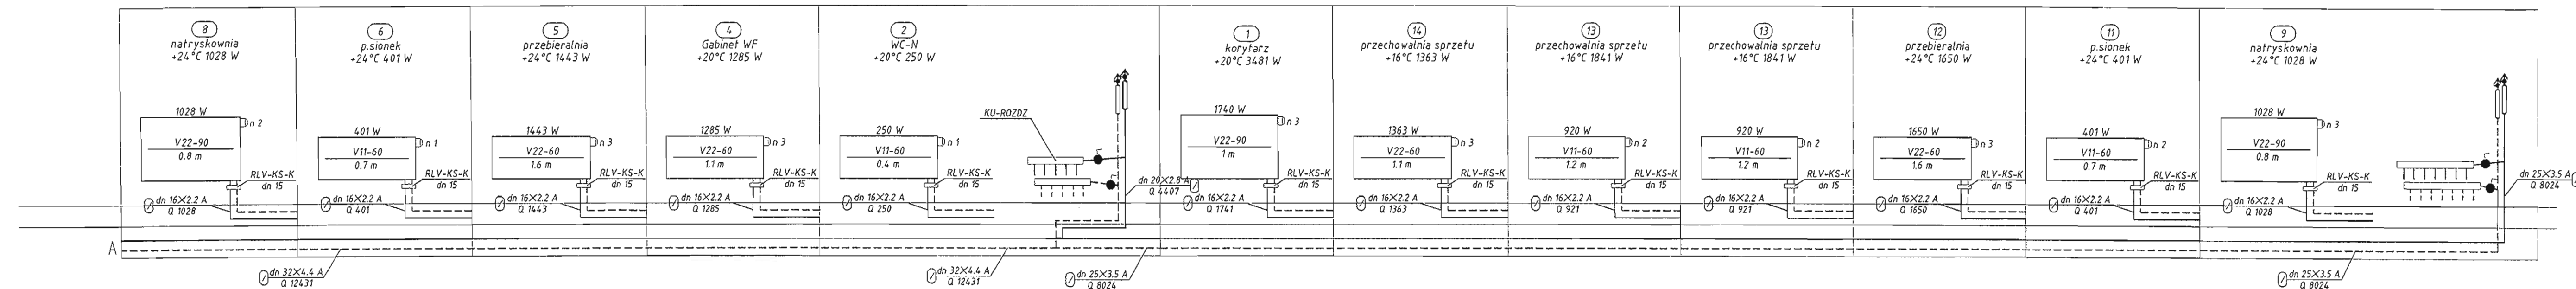 8
natryskownia
+24°C 1028 W
1028 W
n 2
V22-90
0.8 m
RLV-KS-K
dn 15
dn 16×2.2 A
Q 1028
6
p.sionek
+24°C 401 W
401 W
n 1
V11-60
0.7 m
RLV-KS-K
dn 15
dn 16×2.2 A
Q 401
5
przebieralnia
+24°C 1443 W
1443 W
n 3
V22-60
1.6 m
RLV-KS-K
dn 15
dn 16×2.2 A
Q 1443
4
Gabinet WF
+20°C 1285 W
1285 W
n 3
V22-60
1.1 m
RLV-KS-K
dn 15
dn 16×2.2 A
Q 1285
2
WC-N
+20°C 250 W
250 W
n 1
V11-60
0.4 m
RLV-KS-K
dn 15
dn 16×2.2 A
Q 250
KU-ROZDZ
dn 20×2.8 A
Q 4407
1
korytarz
+20°C 3481 W
1740 W
n 3
V22-90
1 m
RLV-KS-K
dn 15
dn 16×2.2 A
Q 1741
14
przechowalnia sprzetu
+16°C 1363 W
1363 W
n 3
V22-60
1.1 m
RLV-KS-K
dn 15
dn 16×2.2 A
Q 1363
13
przechowalnia sprzetu
+16°C 1841 W
920 W
n 2
V11-60
1.2 m
RLV-KS-K
dn 15
dn 16×2.2 A
Q 921
13
przechowalnia sprzetu
+16°C 1841 W
920 W
n 2
V11-60
1.2 m
RLV-KS-K
dn 15
dn 16×2.2 A
Q 921
12
przebieralnia
+24°C 1650 W
1650 W
n 3
V22-60
1.6 m
RLV-KS-K
dn 15
dn 16×2.2 A
Q 1650
11
p.sionek
+24°C 401 W
401 W
n 2
V11-60
0.7 m
RLV-KS-K
dn 15
dn 16×2.2 A
Q 401
9
natryskownia
+24°C 1028 W
1028 W
n 3
V22-90
0.8 m
RLV-KS-K
dn 15
dn 16×2.2 A
Q 1028
dn 25×3.5 A
Q 8024
A
dn 32×4.4 A
Q 12431
dn 32×4.4 A
Q 12431
dn 25×3.5 A
Q 8024
dn 25×3.5 A
Q 8024